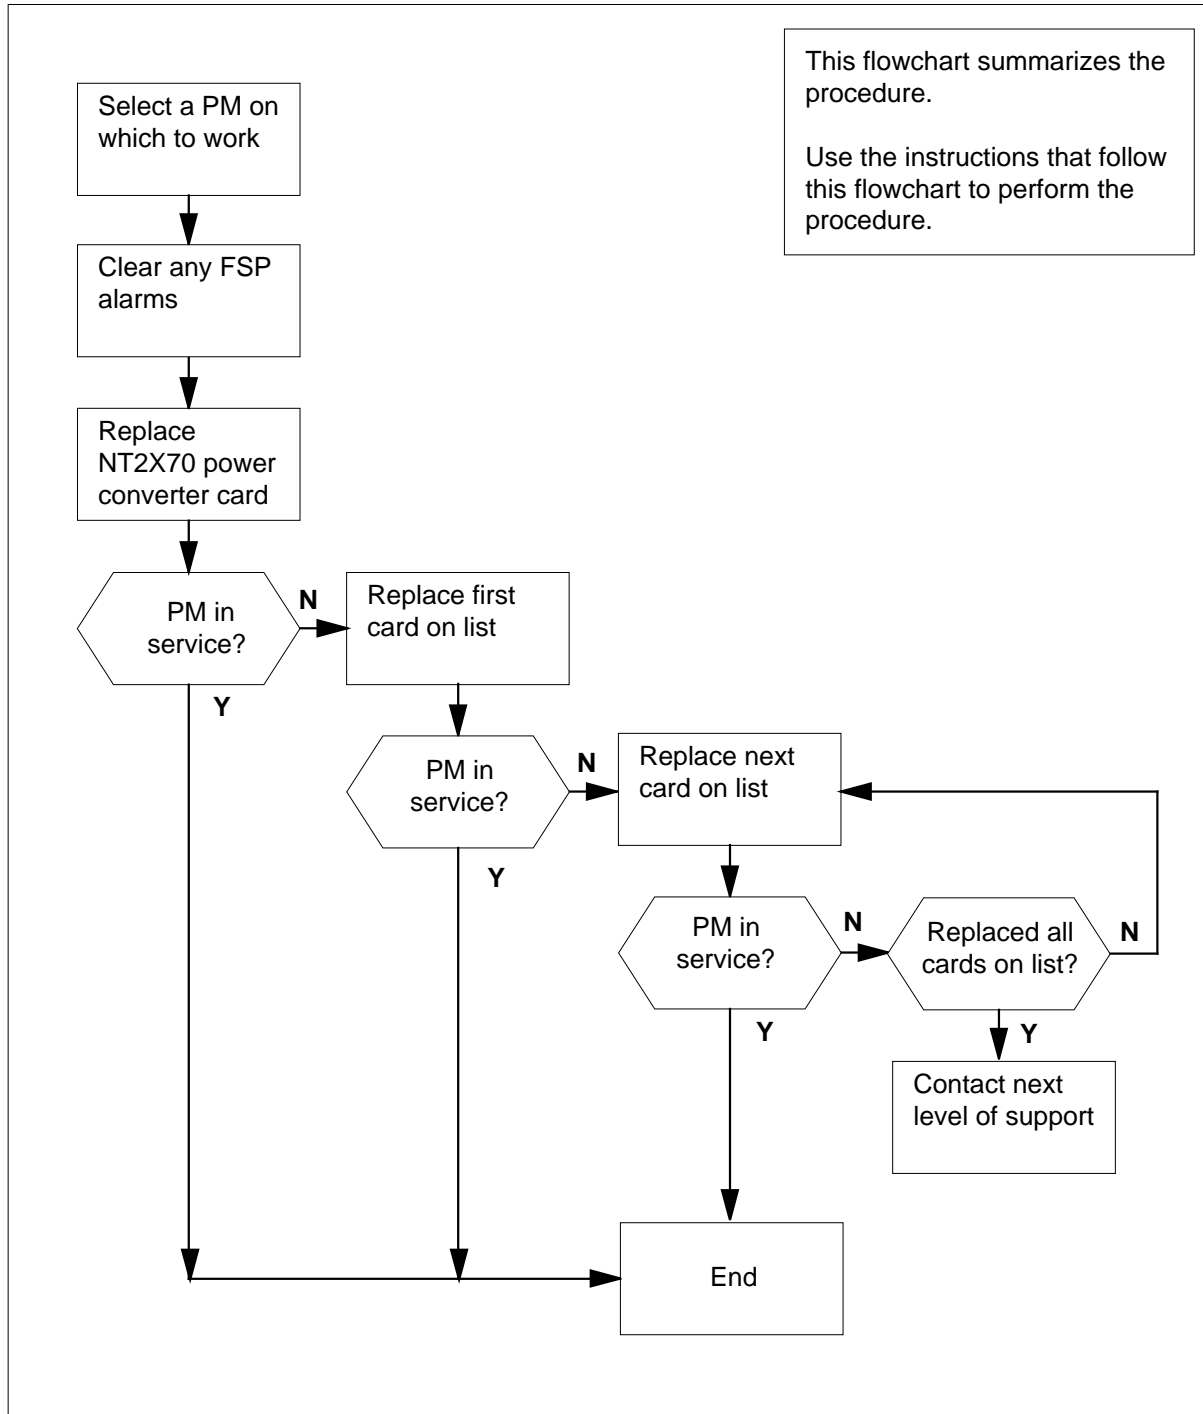 This flowchart summarizes the
procedure.
Use the instructions that follow
this flowchart to perform the
procedure.
Select a PM on
which to work
Clear any FSP
alarms
Replace
NT2X70 power
converter card
PM in
service?
N
Y
Replace first
card on list
PM in
service?
N
Y
Replace next
card on list
PM in
service?
N
Y
Replaced all
cards on list?
N
Y
Contact next
level of support
End